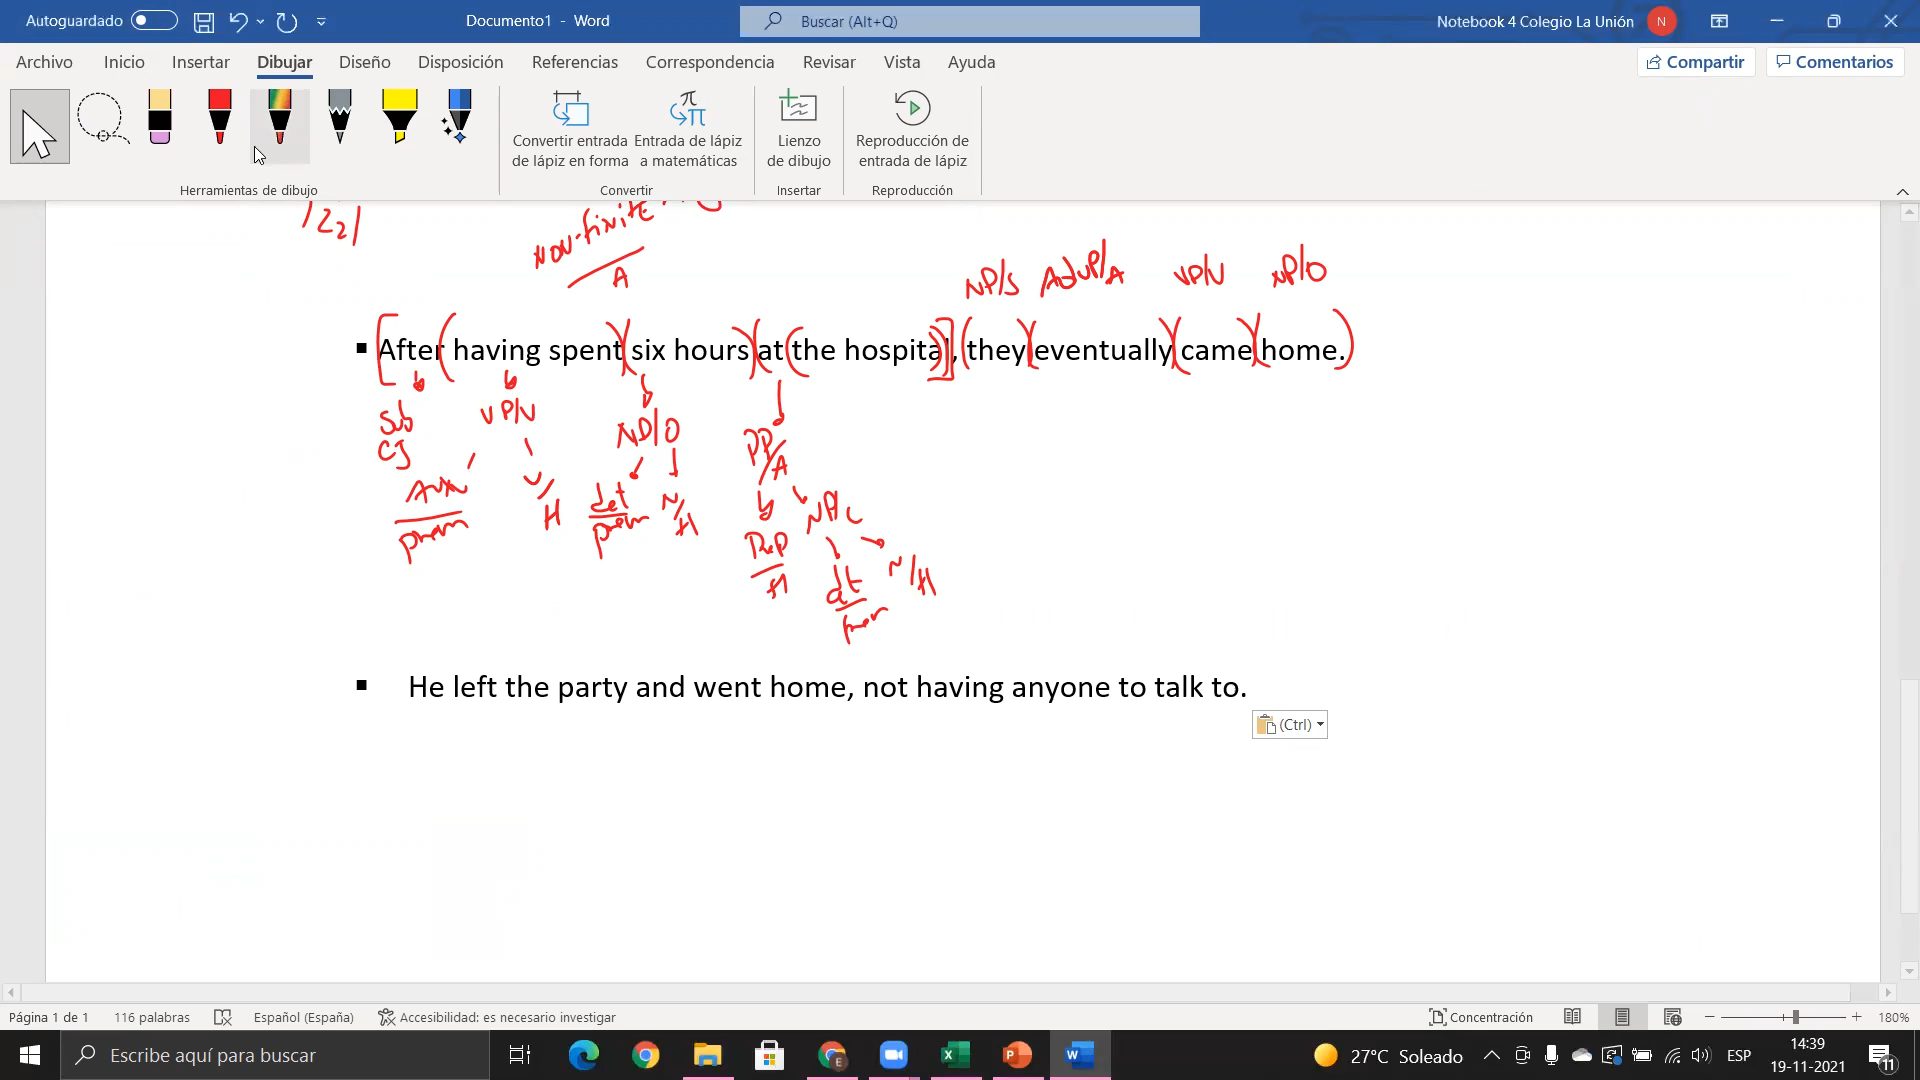 Autoguardado
Documento1 - Word
Buscar (Alt+Q)
Notebook 4 Colegio La Unión
N
Archivo Inicio Insertar Dibujar Diseño Disposición Referencias Correspondencia Revisar Vista Ayuda
Compartir Comentarios
Convertir entrada de lápiz en forma
Entrada de lápiz a matemáticas
Lienzo de dibujo
Reproducción de entrada de lápiz
Herramientas de dibujo
Convertir
Insertar
Reproducción
Non-finite
A
NP/S AdvP/A VP/V NP/O
▪ [After (having spent) (six hours) (at (the hospital)], (they) (eventually) (came) (home.)
Sub VP/V NP/O PP/A
CJ
Aux V/H det N/H NP/C
prem prem
PreP/H det N/H
▪ He left the party and went home, not having anyone to talk to.
(Ctrl)
Página 1 de 1 116 palabras Español (España) Accesibilidad: es necesario investigar
Concentración
180%
Escribe aquí para buscar
27°C Soleado
ESP
14:39
19-11-2021
11